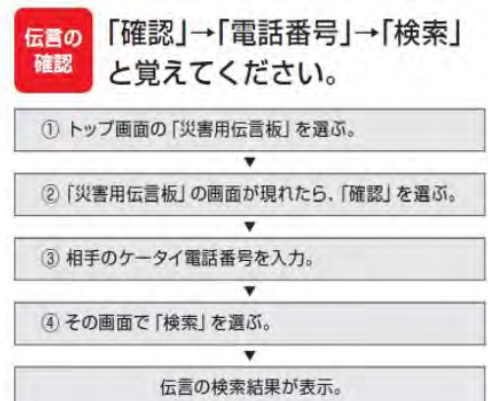 伝言の
確認
「確認」→「電話番号」→「検索」
と覚えてください。
① トップ画面の「災害用伝言板」を選ぶ。
▼
②「災害用伝言板」の画面が現れたら、「確認」を選ぶ。
▼
③ 相手のケータイ電話番号を入力。
▼
④ その画面で「検索」を選ぶ。
▼
伝言の検索結果が表示。